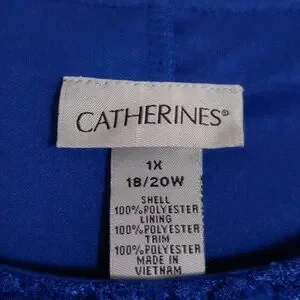 CATHERINES®
1X
18/20W
SHELL
100%POLYESTER
LINING
100%POLYESTER
TRIM
100%POLYESTER
MADE IN
VIETNAM